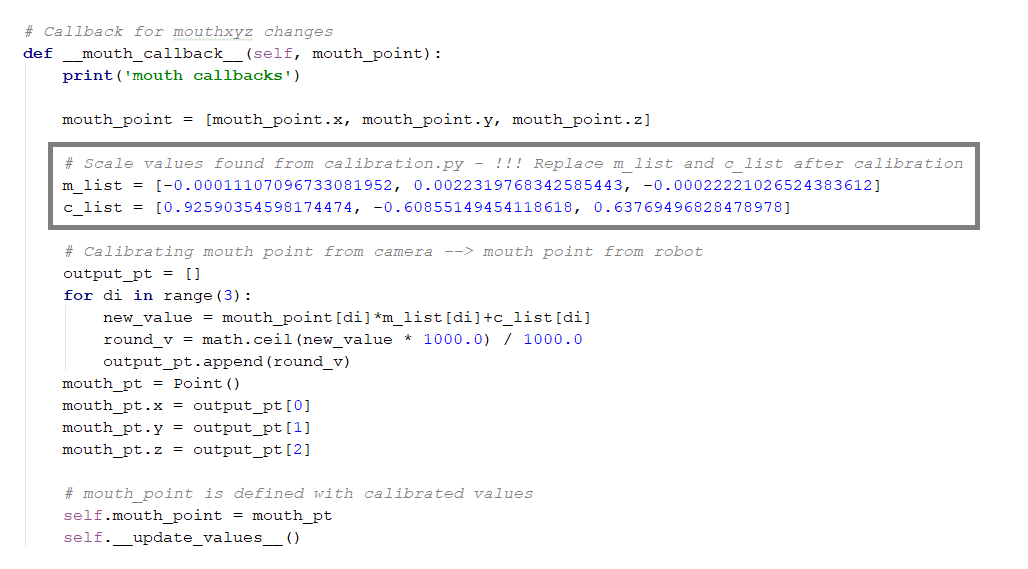 # Callback for mouthxyz changes
def __mouth_callback__(self, mouth_point):
print('mouth callbacks')
mouth_point = [mouth_point.x, mouth_point.y, mouth_point.z]
# Scale values found from calibration.py - !!! Replace m_list and c_list after calibration
m_list = [-0.00011107096733081952, 0.0022319768342585443, -0.00022221026524383612]
c_list = [0.92590354598174474, -0.60855149454118618, 0.63769496828478978]
# Calibrating mouth point from camera --> mouth point from robot
output_pt = []
for di in range(3):
new_value = mouth_point[di]*m_list[di]+c_list[di]
round_v = math.ceil(new_value * 1000.0) / 1000.0
output_pt.append(round_v)
mouth_pt = Point()
mouth_pt.x = output_pt[0]
mouth_pt.y = output_pt[1]
mouth_pt.z = output_pt[2]
# mouth_point is defined with calibrated values
self.mouth_point = mouth_pt
self.__update_values__()